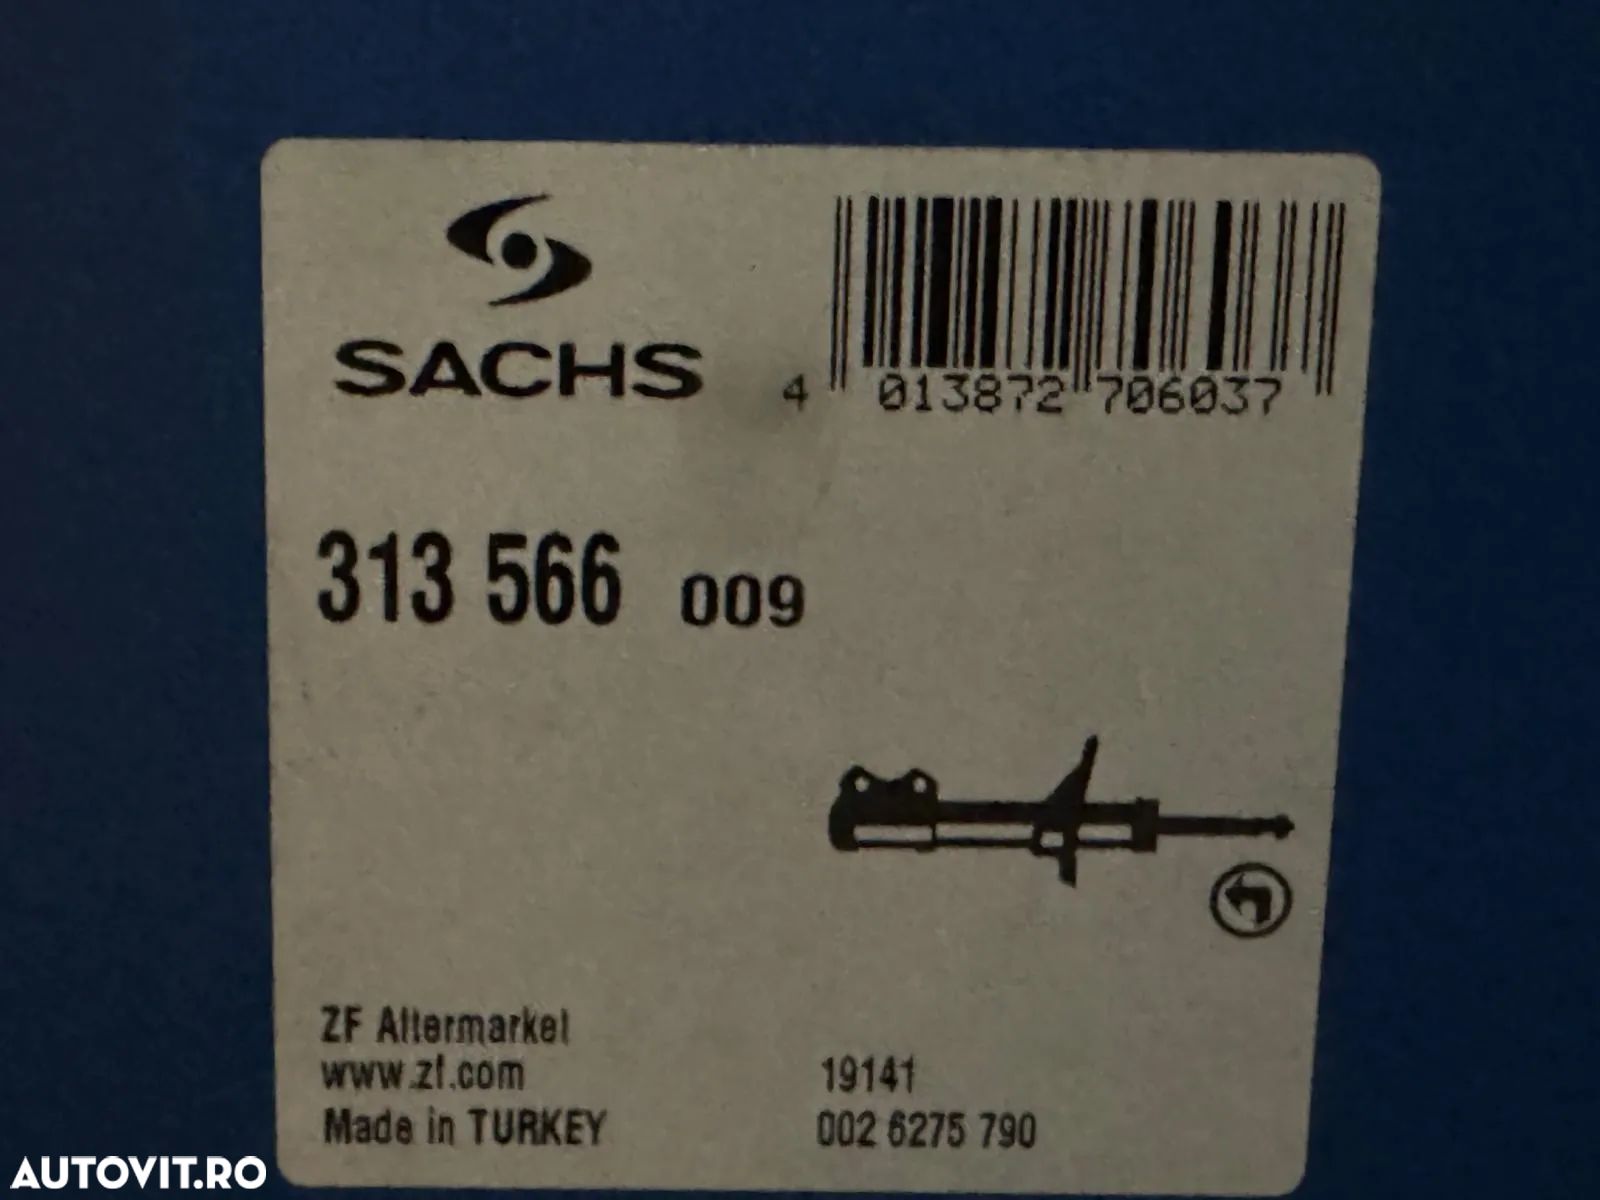 SACHS
4 013872 706037
313 566 009
ZF Aftermarket
www.zf.com
Made in TURKEY
19141
002 6275 790
AUTOVIT.RO